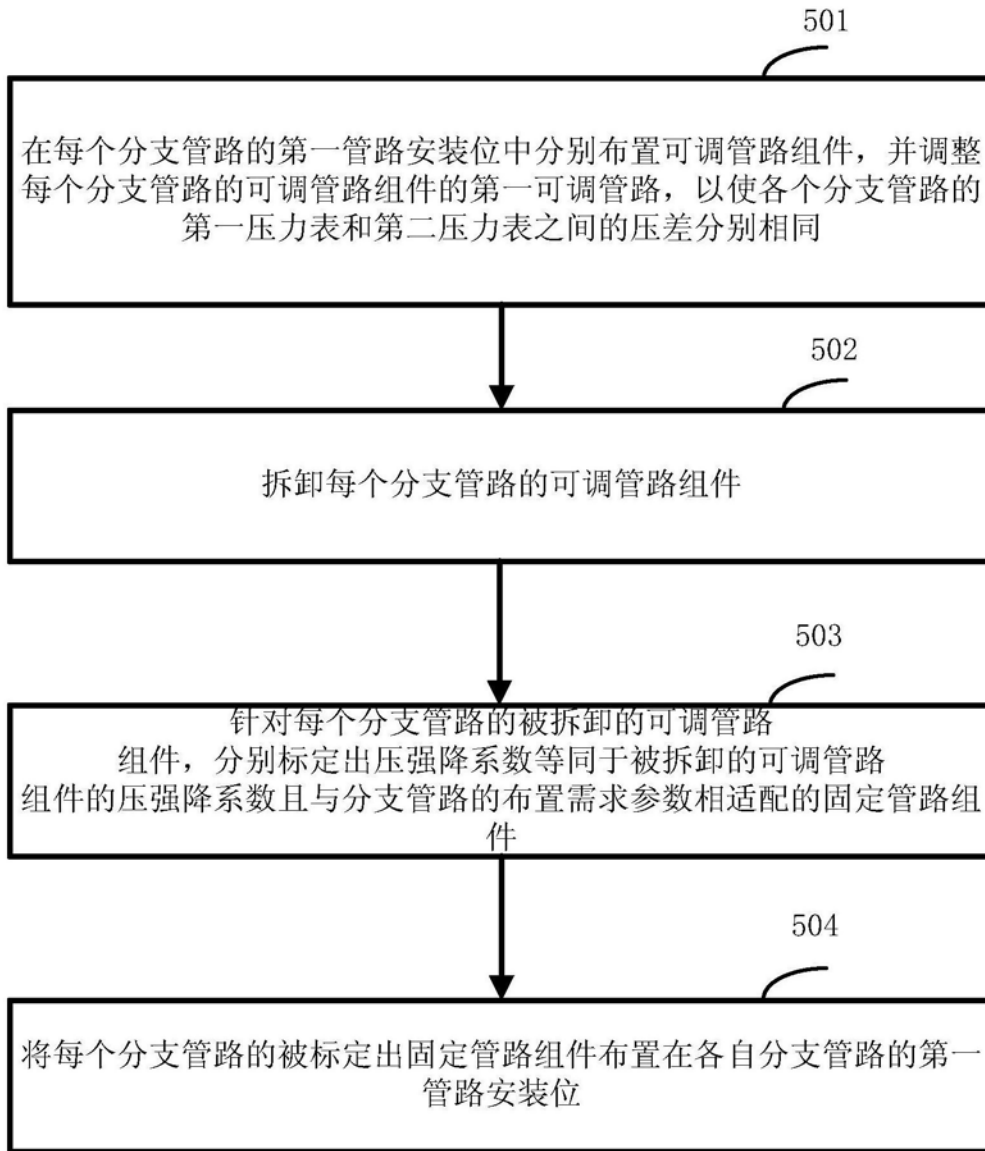 501
在每个分支管路的第一管路安装位中分别布置可调管路组件，并调整
每个分支管路的可调管路组件的第一可调管路，以使各个分支管路的
第一压力表和第二压力表之间的压差分别相同
502
拆卸每个分支管路的可调管路组件
503
针对每个分支管路的被拆卸的可调管路
组件，分别标定出压强降系数等同于被拆卸的可调管路
组件的压强降系数且与分支管路的布置需求参数相适配的固定管路组
件
504
将每个分支管路的被标定出固定管路组件布置在各自分支管路的第一
管路安装位